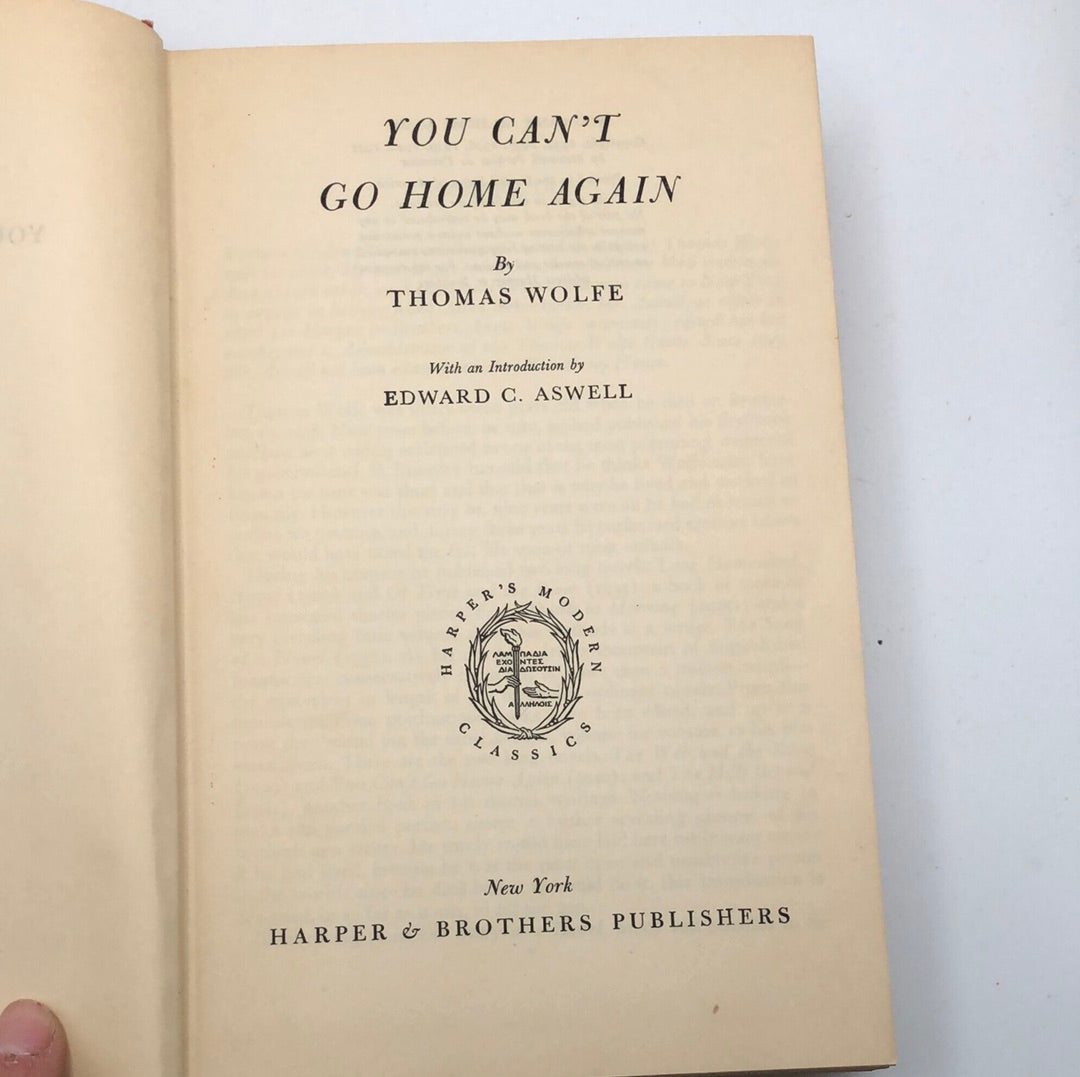 YOU CAN'T
GO HOME AGAIN
By
THOMAS WOLFE
With an Introduction by
EDWARD C. ASWELL
HARPER'S MODERN
CLASSICS
ΛΑΜΠΑΔΙΑ
ΕΧΟΝΤΕΣ
ΔΙΑΔΩΣΟΥΣΙΝ
ΑΛΛΗΛΟΙΣ
New York
HARPER & BROTHERS PUBLISHERS
YOU